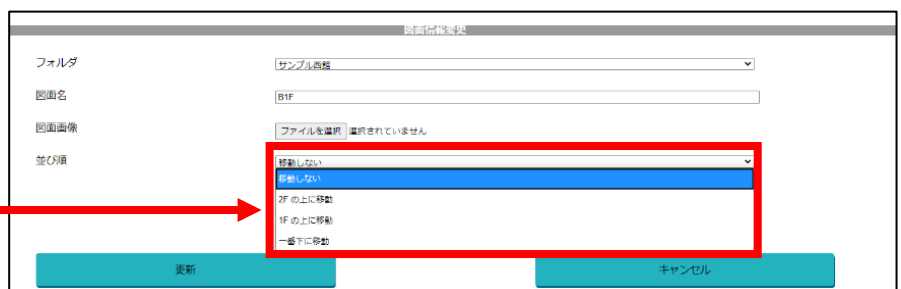 図面情報変更
フォルダ
サンプル西館
図面名
B1F
図面画像
ファイルを選択 選択されていません
並び順
移動しない
移動しない
2F の上に移動
1F の上に移動
一番下に移動
更新
キャンセル